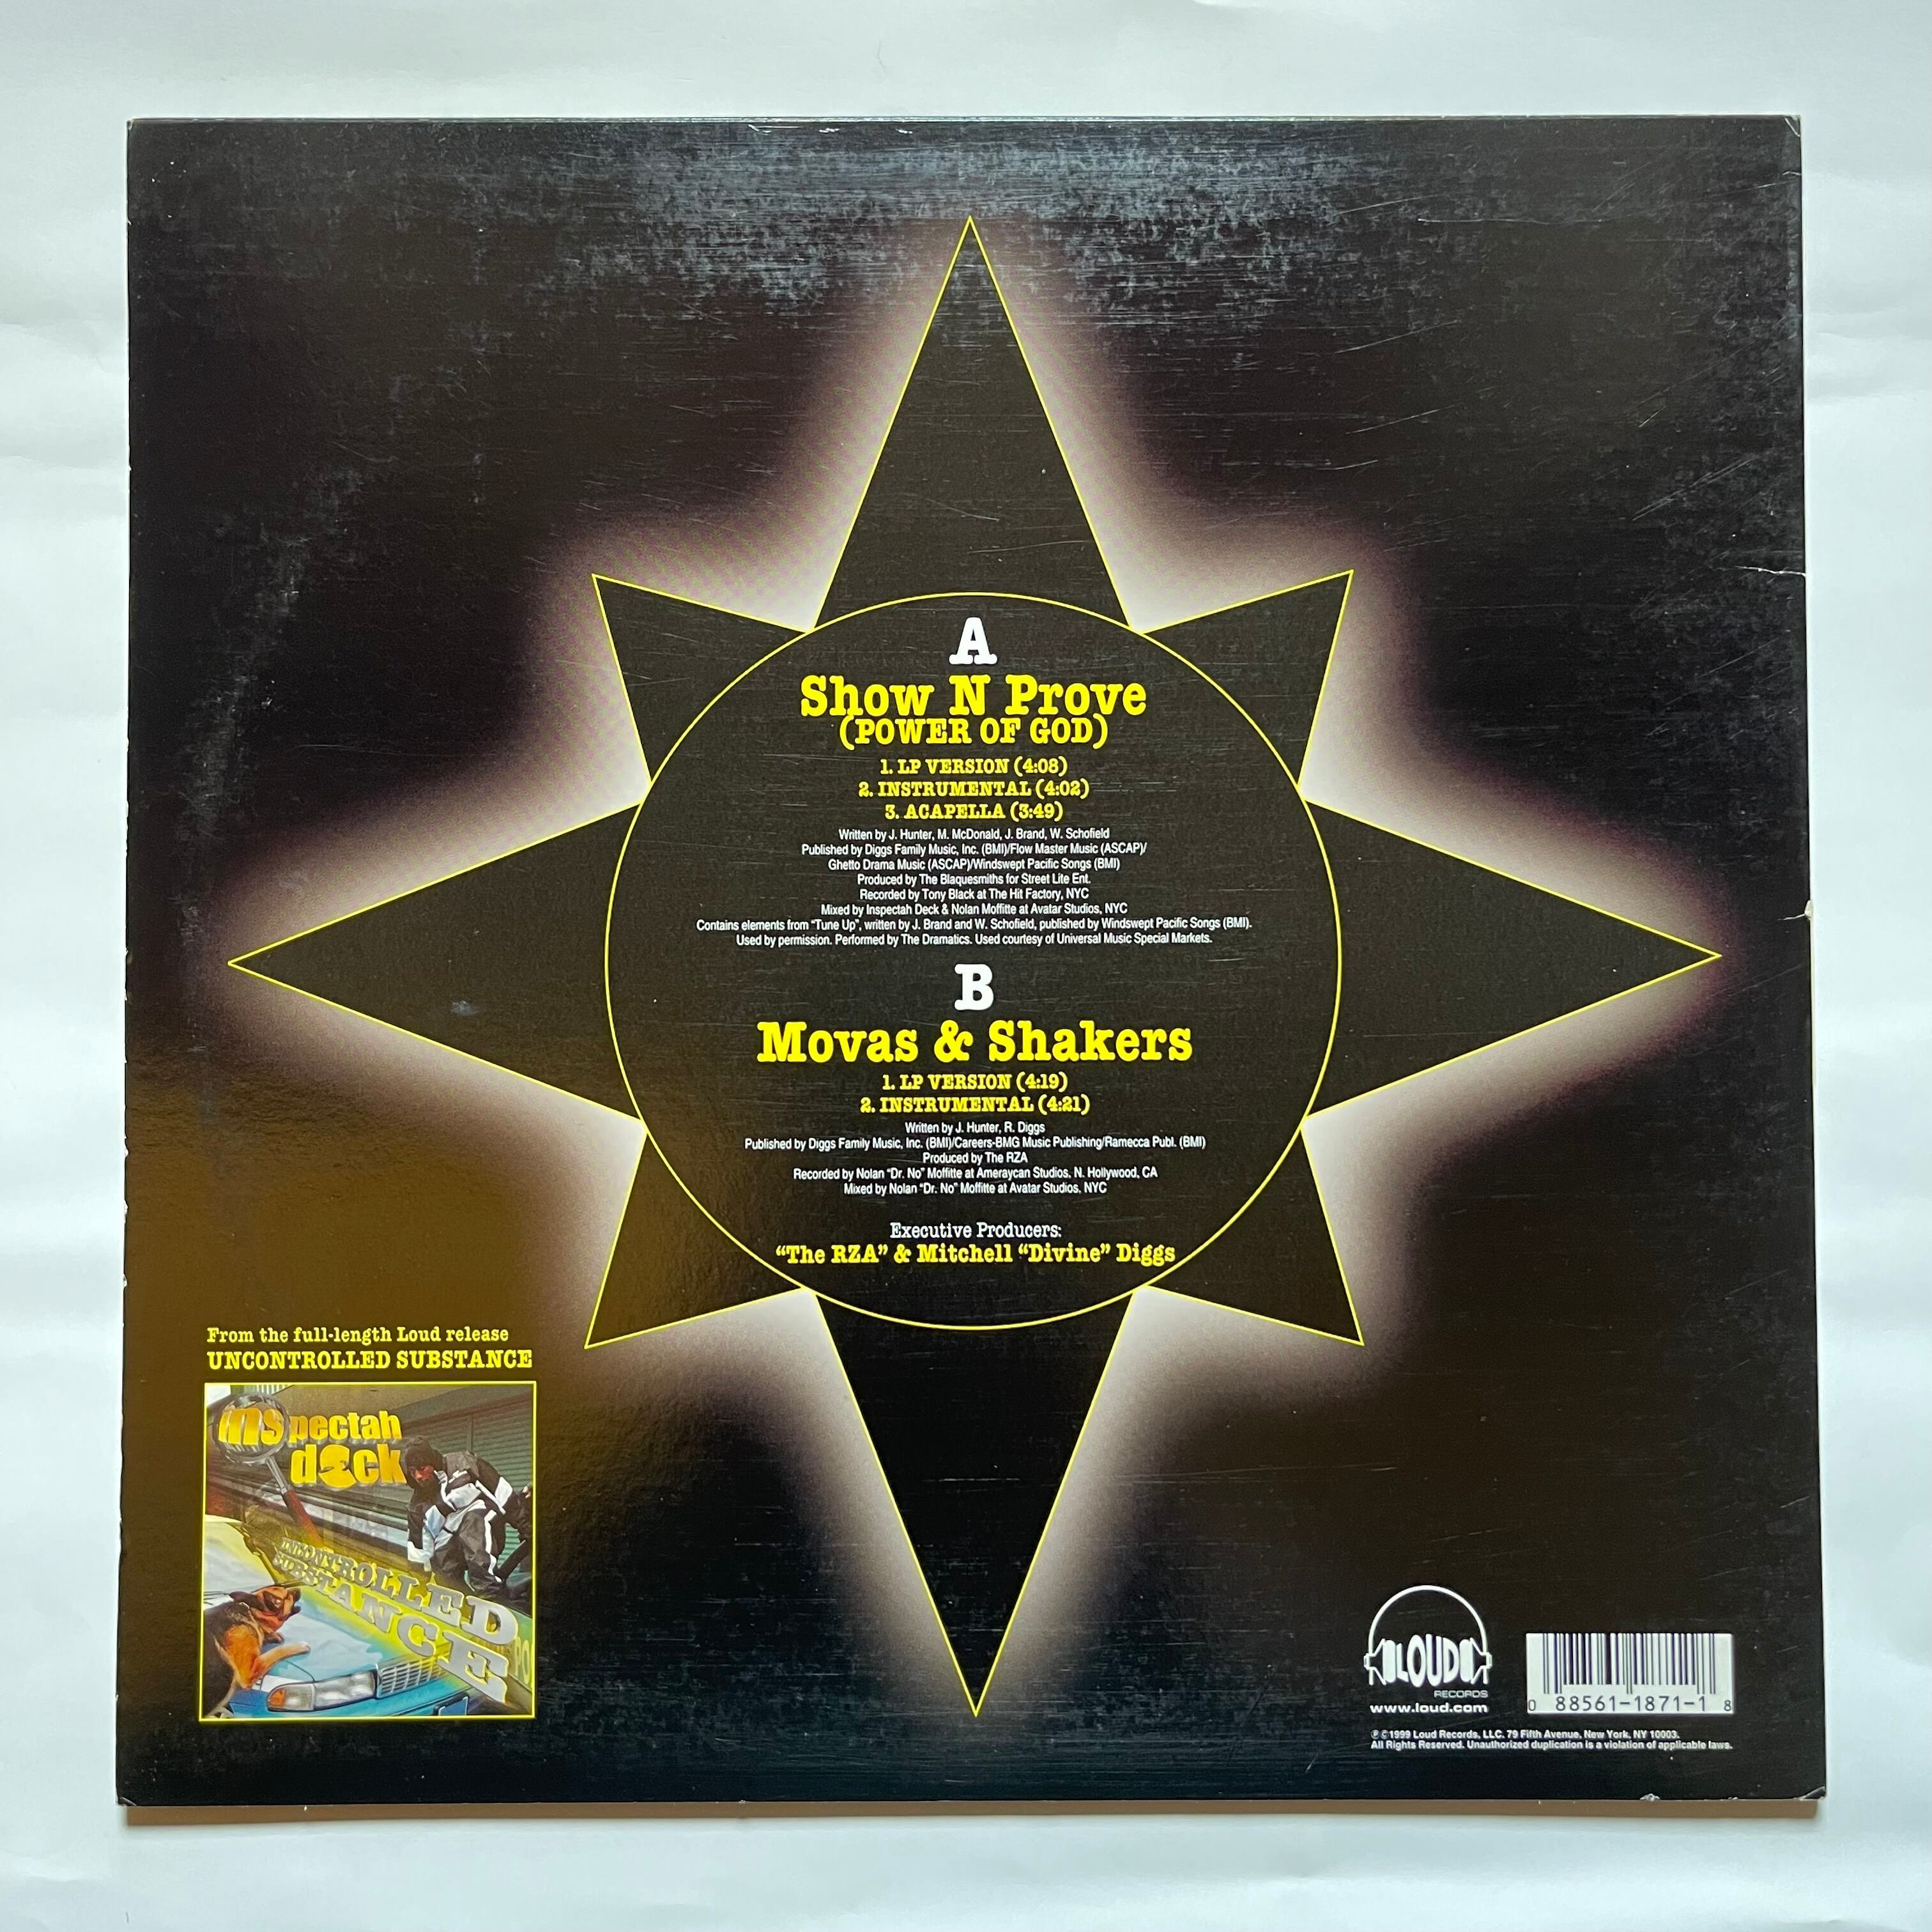 A
Show N Prove
(POWER OF GOD)
1. LP VERSION (4:08)
2. INSTRUMENTAL (4:02)
3. ACAPELLA (3:49)
Written by J. Hunter, M. McDonald, J. Brand, W. Schofield
Published by Diggs Family Music, Inc. (BMI)/Flow Master Music (ASCAP)/
Ghetto Drama Music (ASCAP)/Windswept Pacific Songs (BMI)
Produced by The Blaquesmiths for Street Lite Ent.
Recorded by Tony Black at The Hit Factory, NYC
Mixed by Inspectah Deck & Nolan Moffitte at Avatar Studios, NYC
Contains elements from "Tune Up", written by J. Brand and W. Schofield, published by Windswept Pacific Songs (BMI).
Used by permission. Performed by The Dramatics. Used courtesy of Universal Music Special Markets.
B
Movas & Shakers
1. LP VERSION (4:19)
2. INSTRUMENTAL (4:21)
Written by J. Hunter, R. Diggs
Published by Diggs Family Music, Inc. (BMI)/Careers-BMG Music Publishing/Ramecca Publ. (BMI)
Produced by The RZA
Recorded by Nolan "Dr. No" Moffitte at Ameraycan Studios, N. Hollywood, CA
Mixed by Nolan "Dr. No" Moffitte at Avatar Studios, NYC
Executive Producers:
"The RZA" & Mitchell "Divine" Diggs
From the full-length Loud release
UNCONTROLLED SUBSTANCE
inspectah
deck
UNCONTROLLED
SUBSTANCE
PO
LOUD
RECORDS
www.loud.com
0 88561-1871-1 8
℗©1999 Loud Records, LLC. 79 Fifth Avenue, New York, NY 10003.
All Rights Reserved. Unauthorized duplication is a violation of applicable laws.